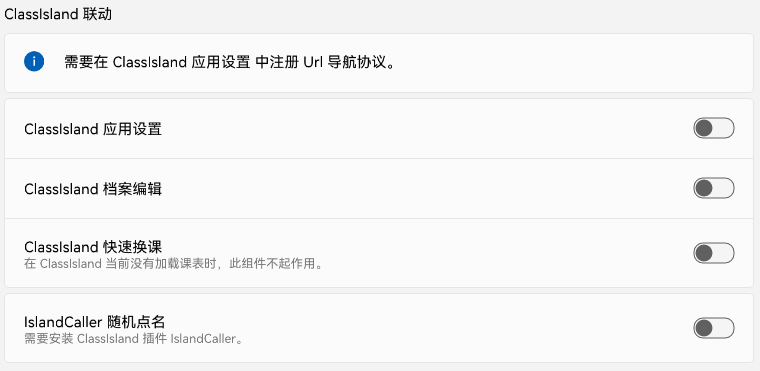 ClassIsland 联动
需要在 ClassIsland 应用设置 中注册 Url 导航协议。
ClassIsland 应用设置
ClassIsland 档案编辑
ClassIsland 快速换课
在 ClassIsland 当前没有加载课表时，此组件不起作用。
IslandCaller 随机点名
需要安装 ClassIsland 插件 IslandCaller。